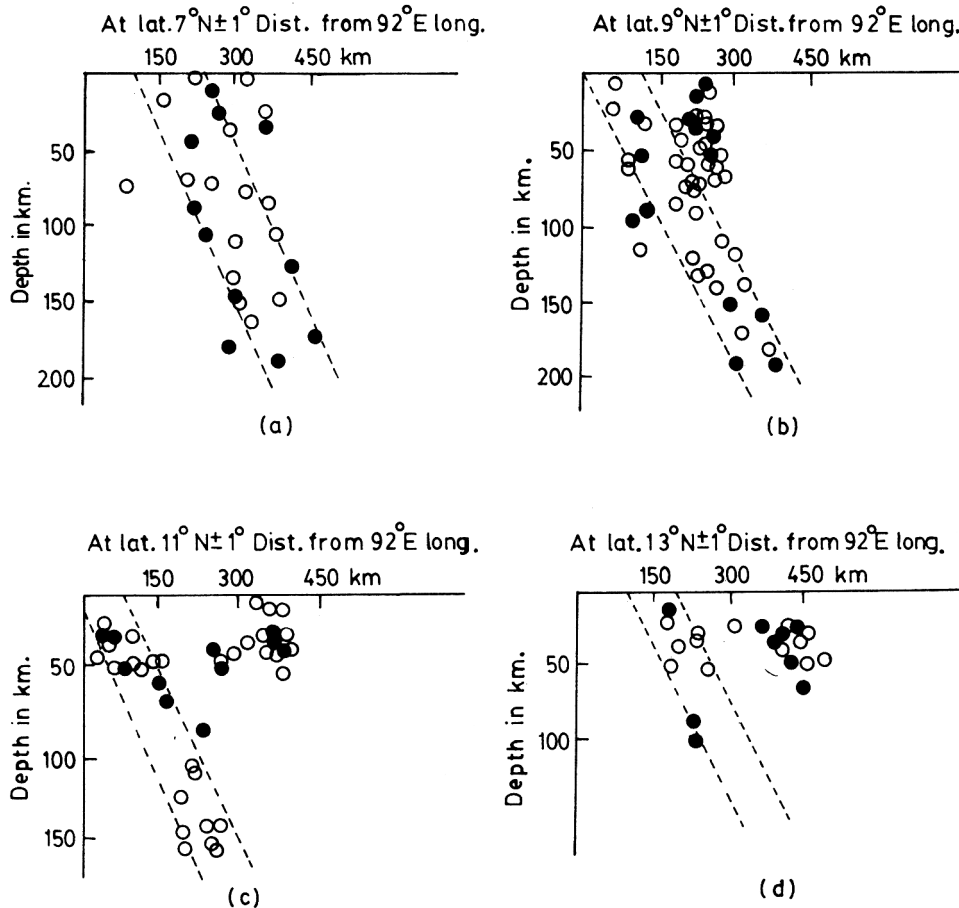 At lat. 7°N±1° Dist. from 92°E long.
150 300 450 km
Depth in km.
50
100
150
200
(a)
At lat. 9°N±1° Dist. from 92°E long.
150 300 450 km
Depth in km.
50
100
150
200
(b)
At lat. 11° N±1° Dist. from 92°E long.
150 300 450 km
Depth in km.
50
100
150
(c)
At lat. 13°N±1° Dist. from 92°E long.
150 300 450 km
Depth in km.
50
100
(d)